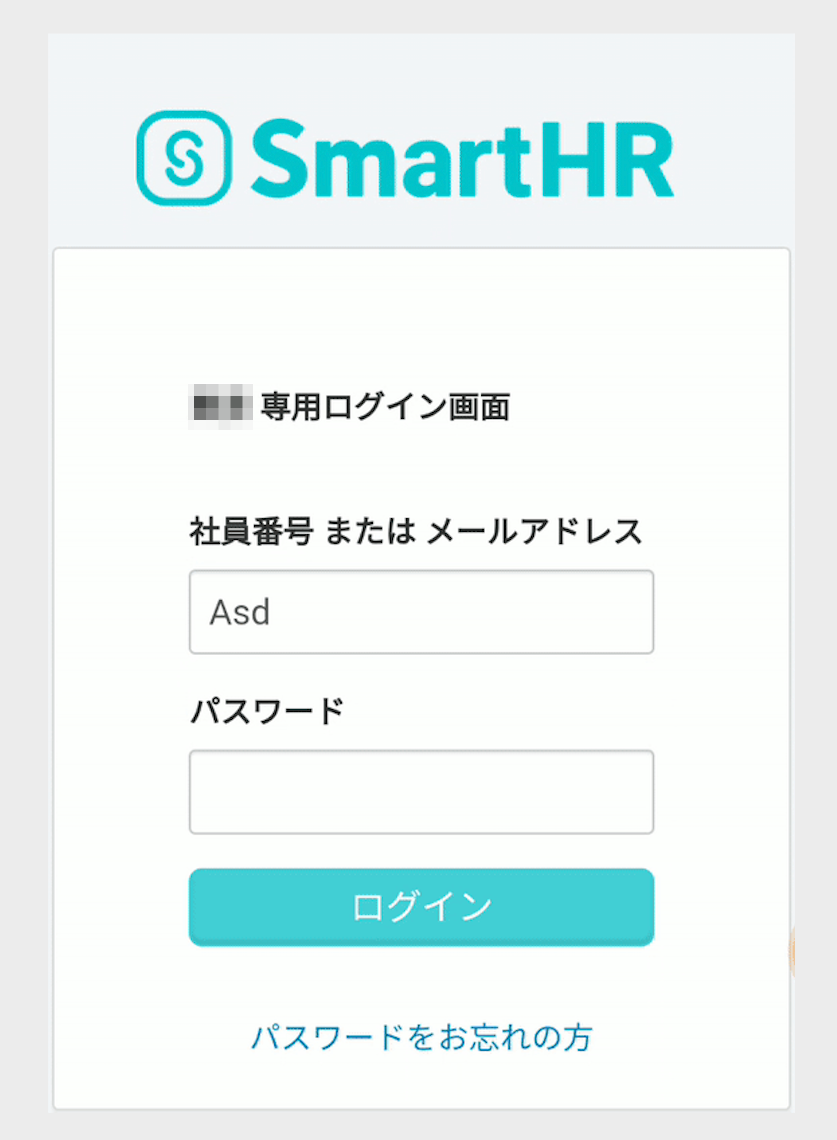 SmartHR
専用ログイン画面
社員番号 または メールアドレス
Asd
パスワード
ログイン
パスワードをお忘れの方